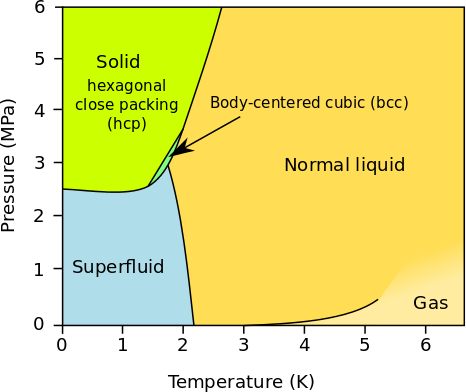 6
5
4
3
2
1
0
Pressure (MPa)
Solid
hexagonal
close packing
(hcp)
Body-centered cubic (bcc)
Normal liquid
Superfluid
Gas
0 1 2 3 4 5 6
Temperature (K)